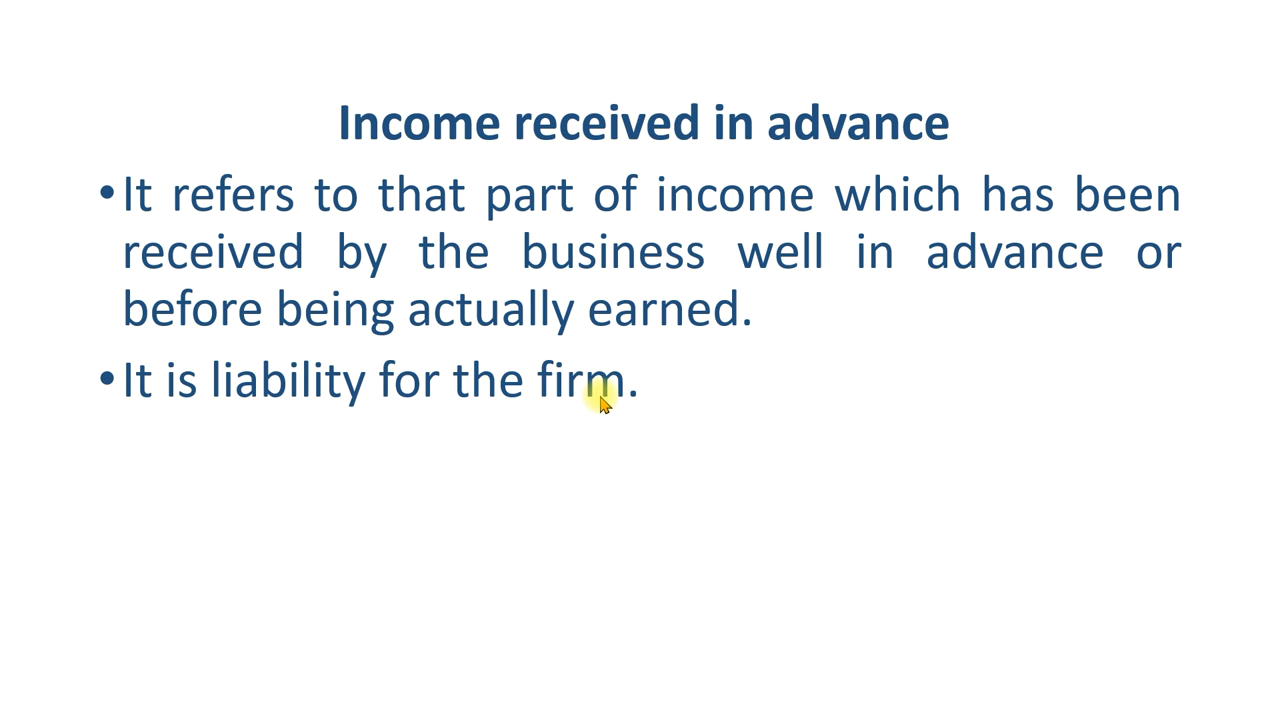 Income received in advance
•It refers to that part of income which has been
received by the business well in advance or
before being actually earned.
•It is liability for the firm.